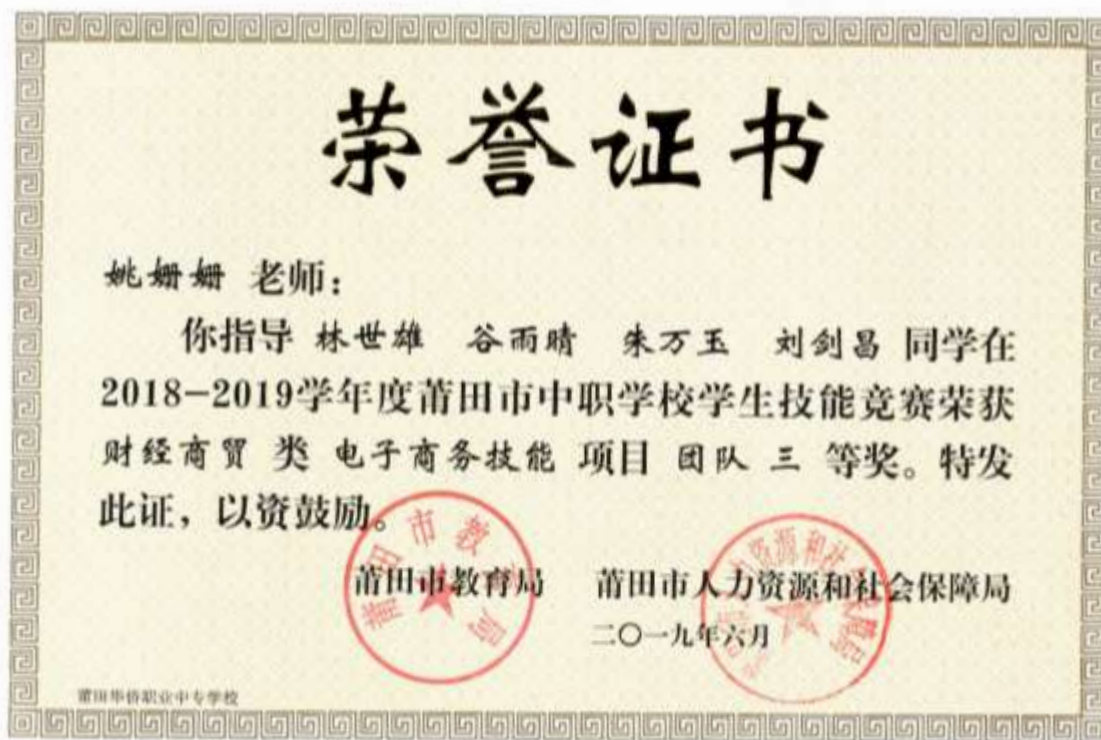 荣誉证书
姚姗姗 老师：
你指导 林世雄 谷雨晴 朱万玉 刘剑昌 同学在
2018-2019学年度莆田市中职学校学生技能竞赛荣获
财经商贸 类 电子商务技能 项目 团队 三 等奖。特发
此证，以资鼓励。
莆田市教育局 莆田市人力资源和社会保障局
二〇一九年六月
莆田华侨职业中专学校